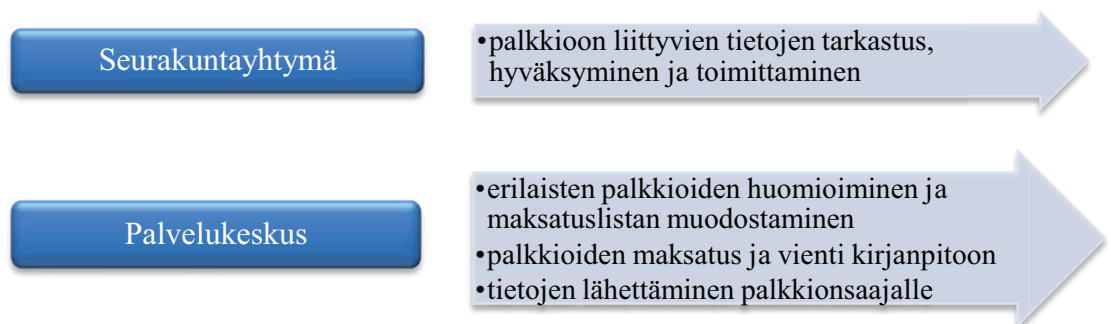 Seurakuntayhtymä
•palkkioon liittyvien tietojen tarkastus,
hyväksyminen ja toimittaminen
Palvelukeskus
•erilaisten palkkioiden huomioiminen ja
maksatuslistan muodostaminen
•palkkioiden maksatus ja vienti kirjanpitoon
•tietojen lähettäminen palkkionsaajalle